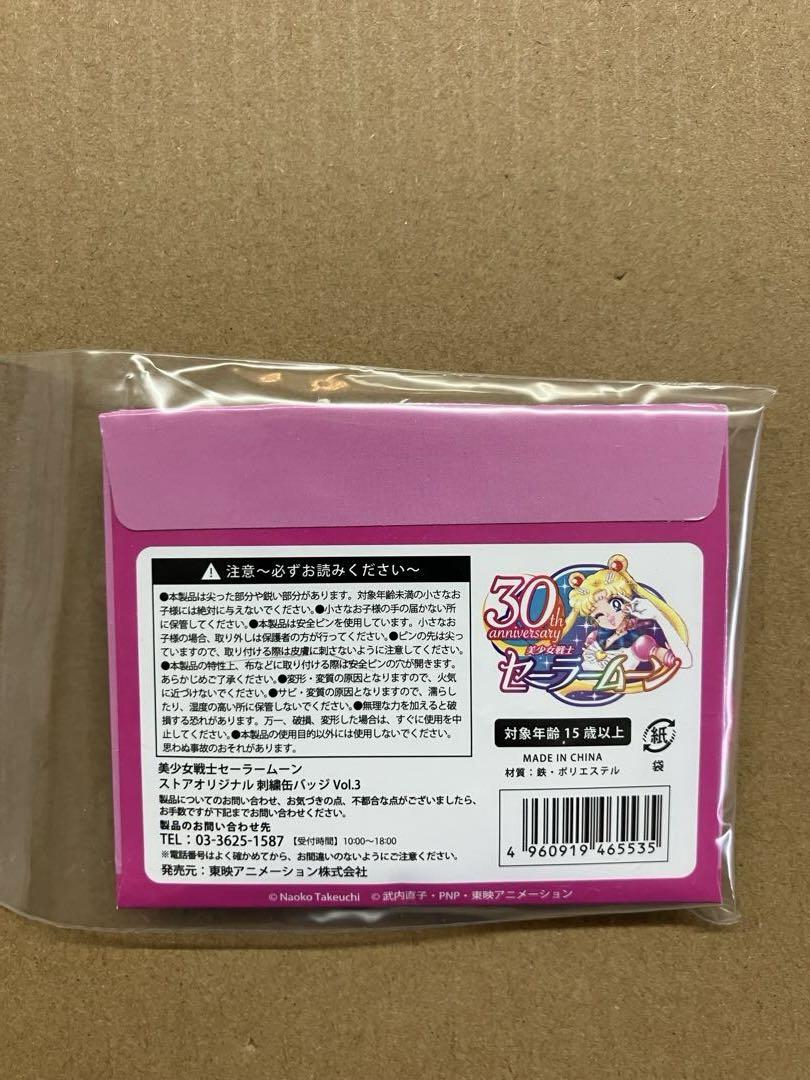 注意～必ずお読みください～
●本製品は尖った部分や鋭い部分があります。対象年齢未満の小さなお
子様には絶対に与えないでください。●小さなお子様の手の届かない所
に保管してください。●本製品は安全ピンを使用しています。小さなお
子様の場合、取り外しは保護者の方が行ってください。●ピンの先は尖っ
ていますので、取り付ける際は皮膚に刺さないように注意してください。
●本製品の特性上、布などに取り付ける際は安全ピンの穴が開きます。
あらかじめご了承ください。●変形・変質の原因となりますので、火気
に近づけないでください。●サビ・変質の原因となりますので、濡らし
たり、湿度の高い所に保管しないでください。●無理な力を加えると破
損する恐れがあります。万一、破損、変形した場合は、すぐに使用を中
止してください。●本製品の使用目的以外には使用しないでください。
思わぬ事故のおそれがあります。
美少女戦士セーラームーン
ストアオリジナル 刺繍缶バッジ Vol.3
製品についてのお問い合わせ、お気づきの点、不都合な点がございましたら、
お手数ですが下記までお問い合わせください。
製品のお問い合わせ先
TEL：03-3625-1587 【受付時間】10:00～18:00
※電話番号はよく確かめてから、お間違いのないようにご注意ください。
発売元：東映アニメーション株式会社
30th
anniversary
美少女戦士
セーラームーン
対象年齢 15 歳以上
紙
袋
MADE IN CHINA
材質：鉄・ポリエステル
4 960919 465535
© Naoko Takeuchi © 武内直子・PNP・東映アニメーション